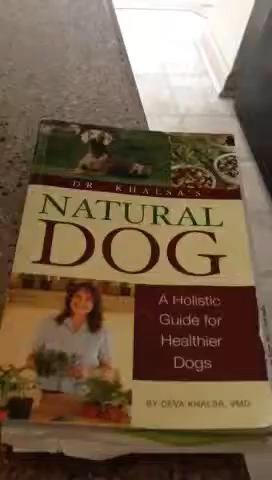 DR. KHALSA'S
NATURAL
DOG
A Holistic
Guide for
Healthier
Dogs
BY DEVA KHALSA, VMD